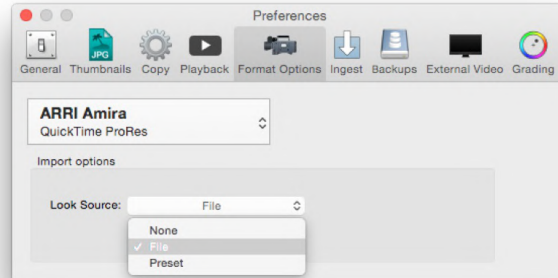 Preferences
JPG
General Thumbnails Copy Playback Format Options Ingest Backups External Video Grading
ARRI Amira
QuickTime ProRes
Import options
Look Source: File
None
✓ File
Preset